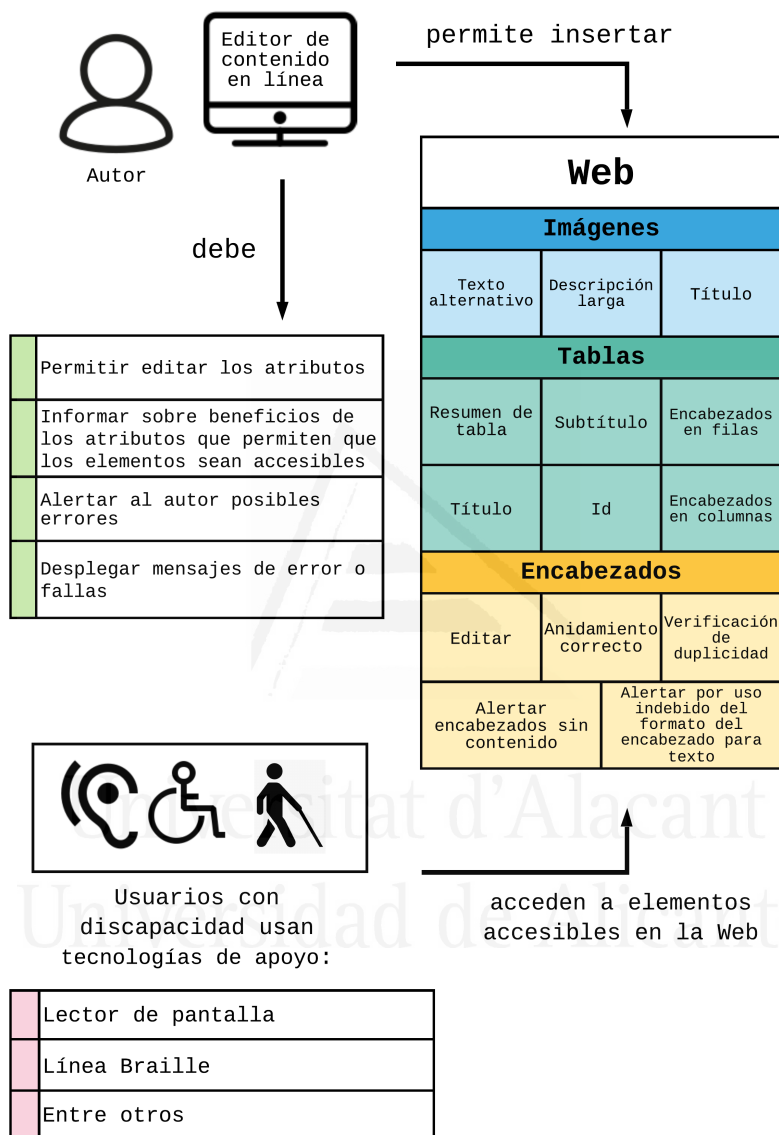 Editor de
contenido
en línea
Autor
permite insertar
debe
Permitir editar los atributos
Informar sobre beneficios de
los atributos que permiten que
los elementos sean accesibles
Alertar al autor posibles
errores
Desplegar mensajes de error o
fallas
Web
Imágenes
Texto
alternativo
Descripción
larga
Título
Tablas
Resumen de
tabla
Subtítulo
Encabezados
en filas
Título
Id
Encabezados
en columnas
Encabezados
Editar
Anidamiento
correcto
Verificación
de
duplicidad
Alertar
encabezados sin
contenido
Alertar por uso
indebido del
formato del
encabezado para
texto
Usuarios con
discapacidad usan
tecnologías de apoyo:
acceden a elementos
accesibles en la Web
Lector de pantalla
Línea Braille
Entre otros
Universitat d'Alacant
Universidad de Alicante